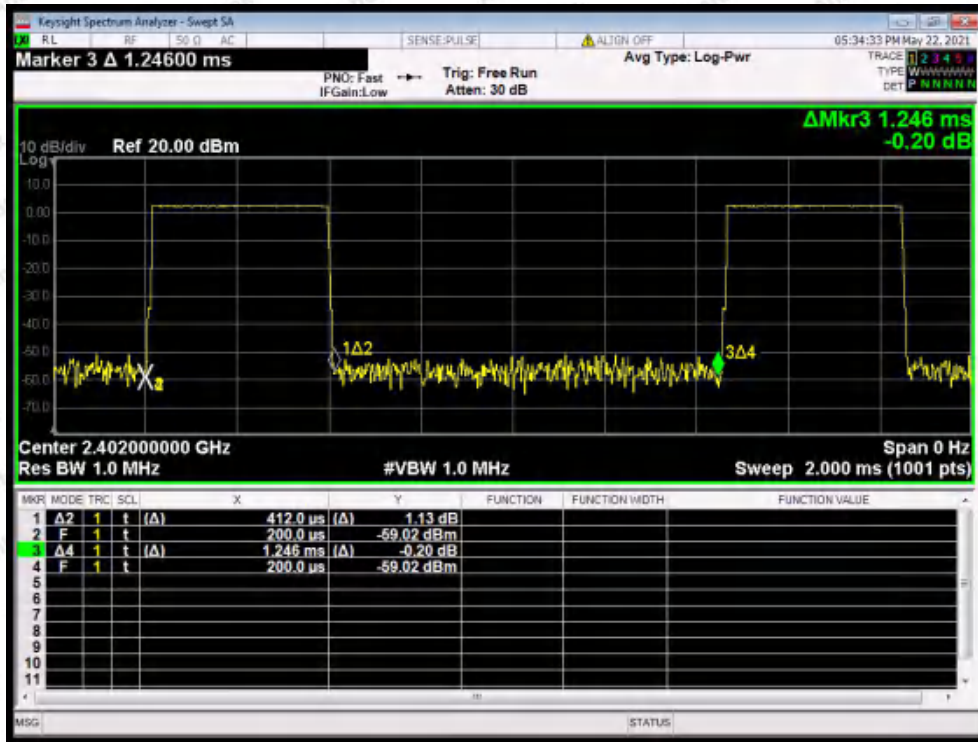 Keysight Spectrum Analyzer - Swept SA
RL RF 50 Ω AC SENSE:PULSE ALIGN OFF 05:34:33 PM May 22, 2021
Marker 3 Δ 1.24600 ms
PNO: Fast
IFGain:Low
Trig: Free Run
Atten: 30 dB
Avg Type: Log-Pwr
TRACE 1 2 3 4 5 6
TYPE WWWWWW
DET P N N N N N
ΔMkr3 1.246 ms
-0.20 dB
10 dB/div Ref 20.00 dBm
Log
10.0
0.00
-10.0
-20.0
-30.0
-40.0
-50.0
-60.0
-70.0
1Δ2
3Δ4
Center 2.402000000 GHz Span 0 Hz
Res BW 1.0 MHz #VBW 1.0 MHz Sweep 2.000 ms (1001 pts)
MKR MODE TRC SCL X Y FUNCTION FUNCTION WIDTH FUNCTION VALUE
1 Δ2 1 t (Δ) 412.0 µs (Δ) 1.13 dB
2 F 1 t 200.0 µs -59.02 dBm
3 Δ4 1 t (Δ) 1.246 ms (Δ) -0.20 dB
4 F 1 t 200.0 µs -59.02 dBm
5
6
7
8
9
10
11
MSG STATUS